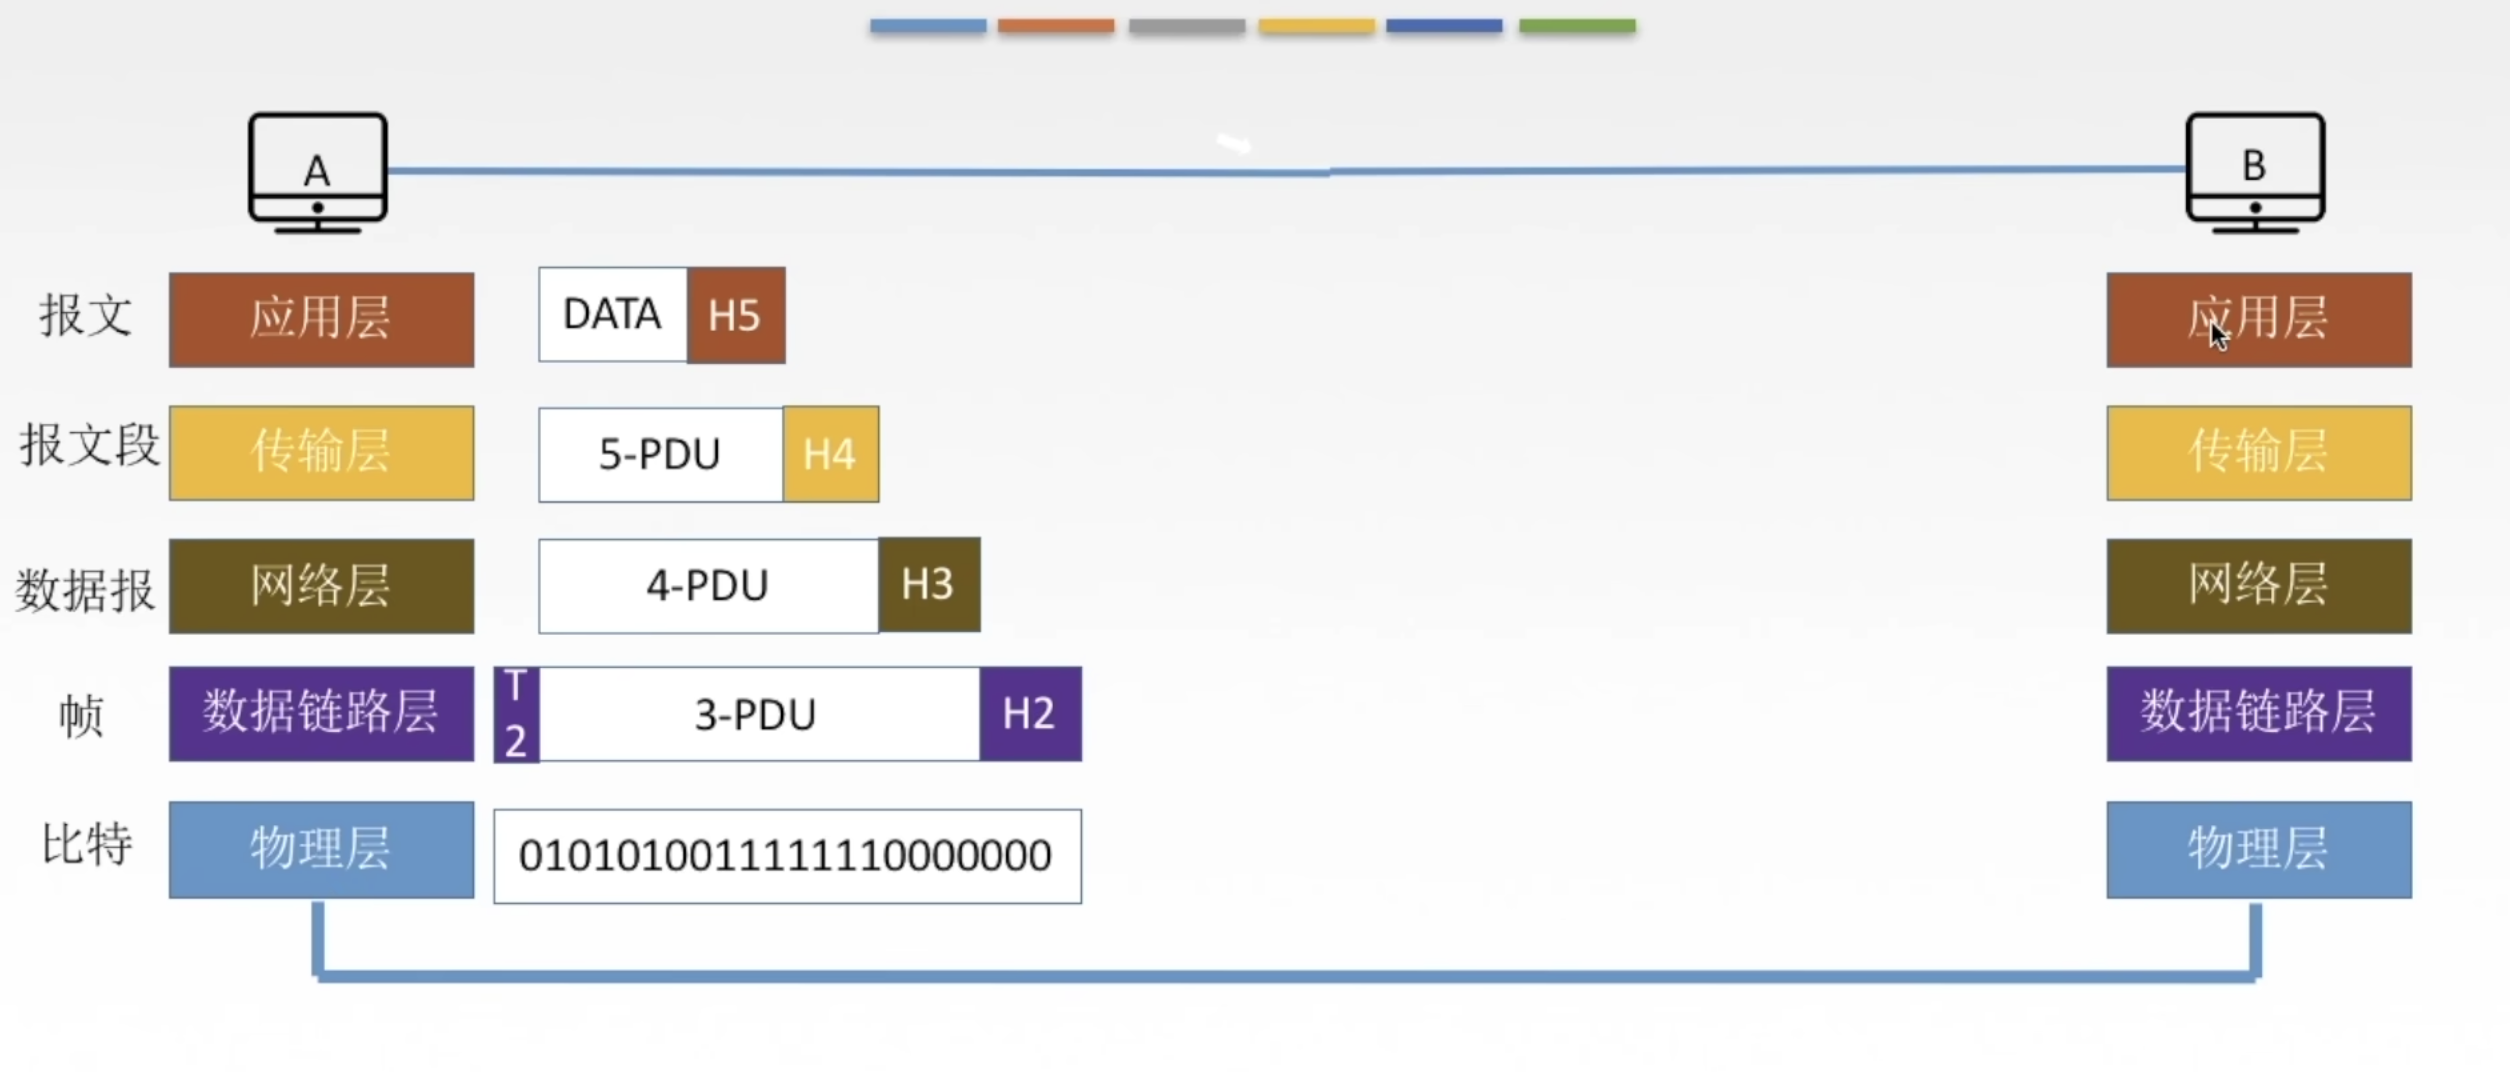 A
B
报文
应用层
DATA
H5
应用层
报文段
传输层
5-PDU
H4
传输层
数据报
网络层
4-PDU
H3
网络层
帧
数据链路层
T
2
3-PDU
H2
数据链路层
比特
物理层
0101010011111110000000
物理层